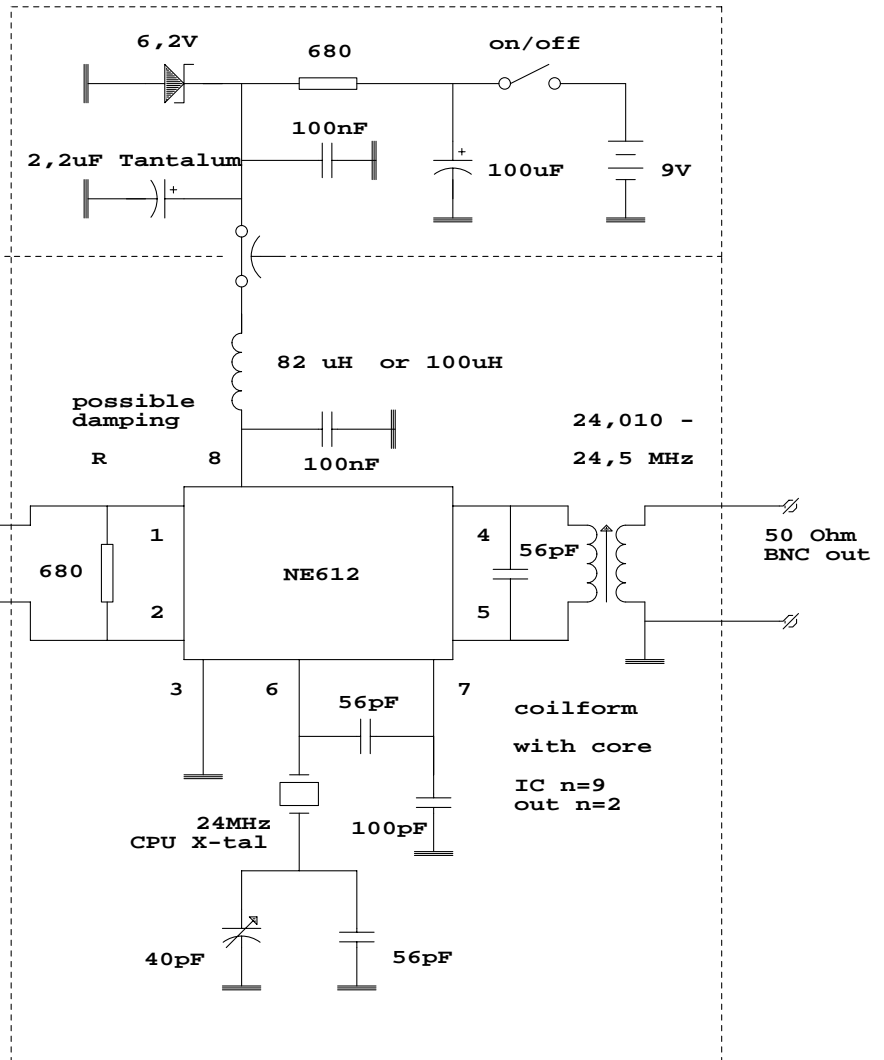 6,2V
680
on/off
100nF
2,2uF Tantalum
+
+
100uF
9V
82 uH or 100uH
possible
damping
R
8
100nF
24,010 -
24,5 MHz
1
4
56pF
50 Ohm
BNC out
680
NE612
2
5
3
6
7
56pF
coilform
with core
IC n=9
out n=2
24MHz
CPU X-tal
100pF
40pF
56pF